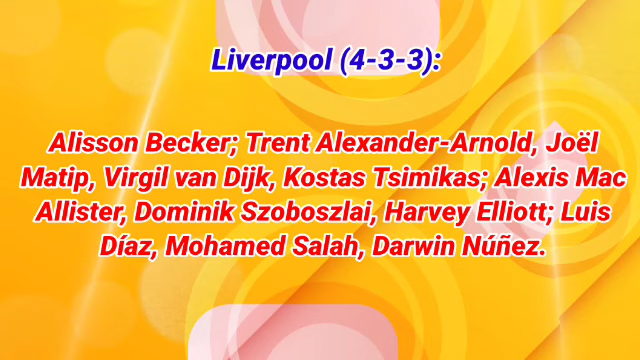 Liverpool (4-3-3):
Alisson Becker; Trent Alexander-Arnold, Joël
Matip, Virgil van Dijk, Kostas Tsimikas; Alexis Mac
Allister, Dominik Szoboszlai, Harvey Elliott; Luis
Díaz, Mohamed Salah, Darwin Núñez.